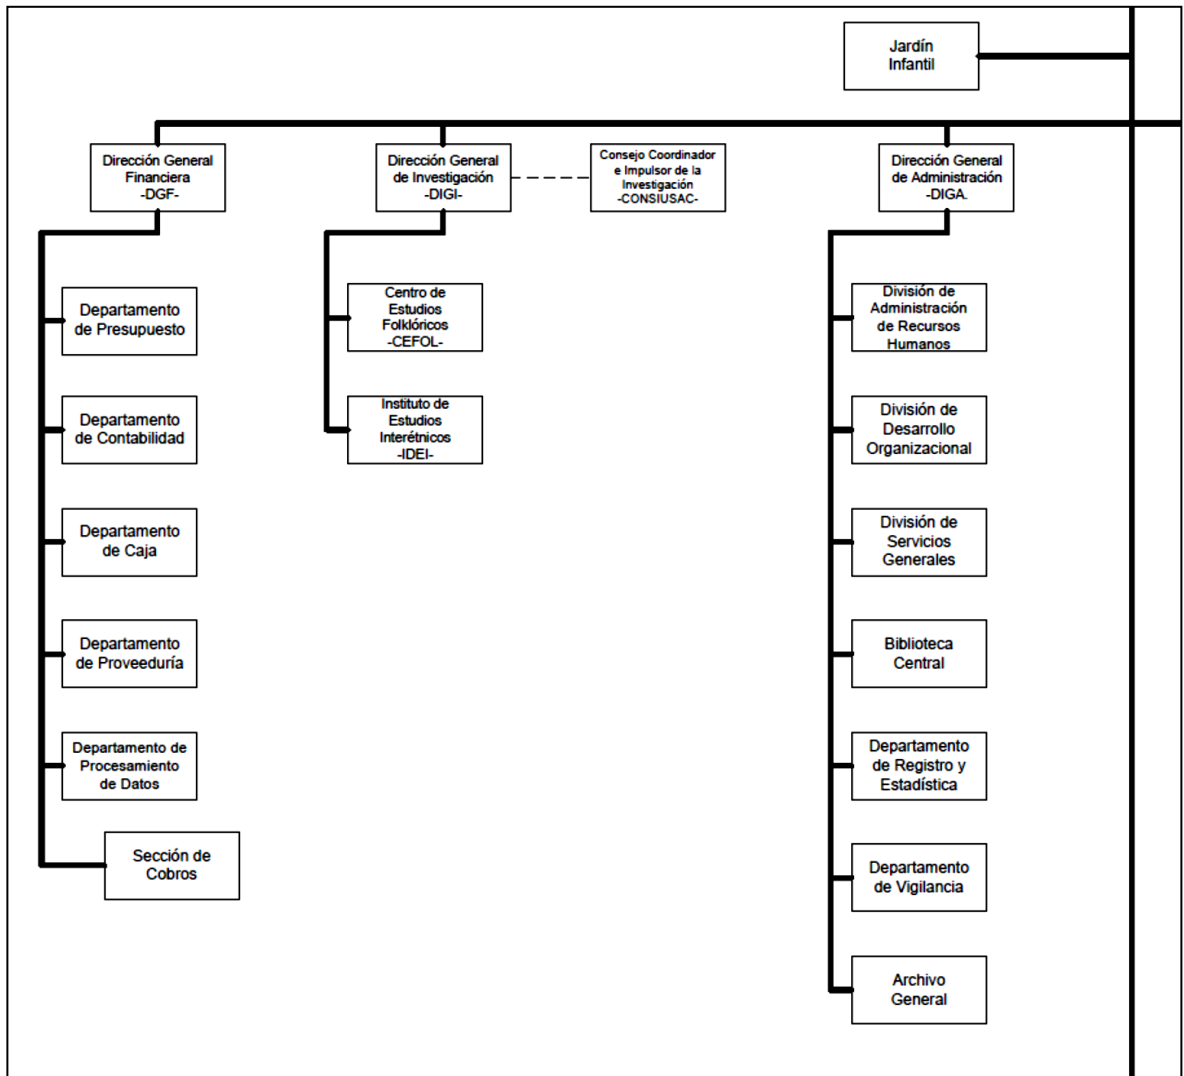 Jardín
Infantil
Dirección General
Financiera
-DGF-
Dirección General
de Investigación
-DIGI-
Consejo Coordinador
e Impulsor de la
Investigación
-CONSIUSAC-
Dirección General
de Administración
-DIGA.
Departamento
de Presupuesto
Departamento
de Contabilidad
Departamento
de Caja
Departamento
de Proveeduría
Departamento de
Procesamiento
de Datos
Sección de
Cobros
Centro de
Estudios
Folklóricos
-CEFOL-
Instituto de
Estudios
Interétnicos
-IDEI-
División de
Administración
de Recursos
Humanos
División de
Desarrollo
Organizacional
División de
Servicios
Generales
Biblioteca
Central
Departamento
de Registro y
Estadística
Departamento
de Vigilancia
Archivo
General